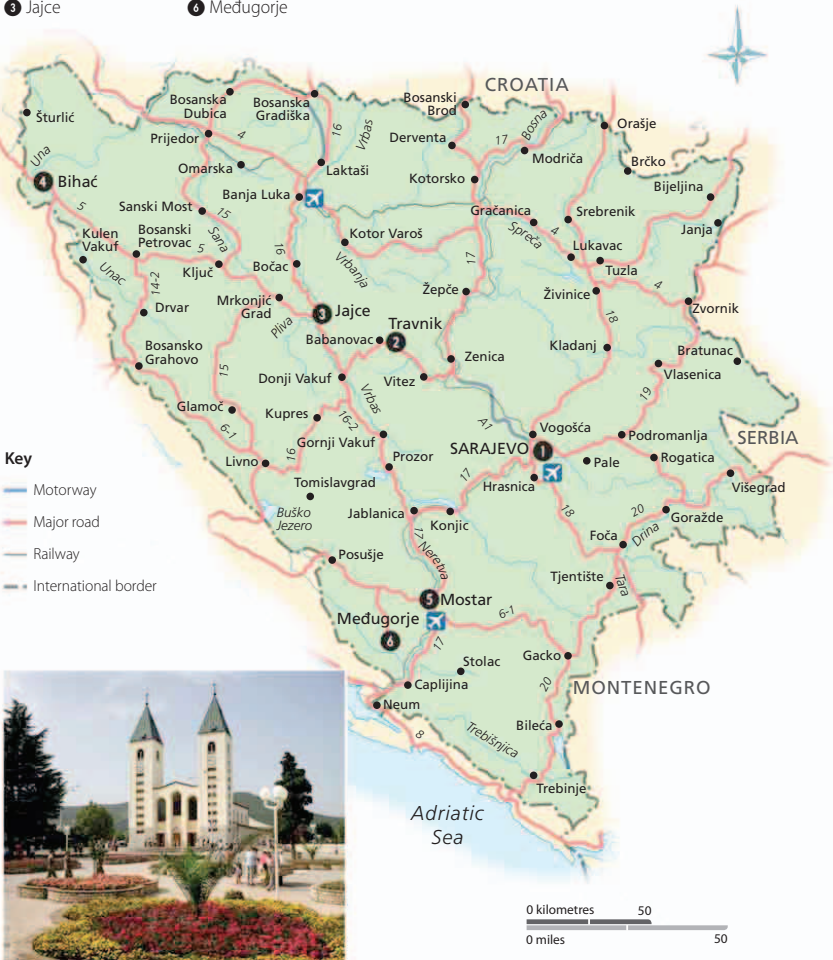 3 Jajce
6 Međugorje
CROATIA
Bosanska
Dubica
Bosanska
Gradiška
Bosanski
Brod
Šturlić
Orašje
Prijedor
4
16
Vrbas
Derventa
17
Bosna
Modriča
Brčko
Una
Omarska
Laktaši
4 Bihać
Kotorsko
Bijeljina
Banja Luka
5
Sanski Most
15
Gračanica
Srebrenik
Janja
Kulen
Vakuf
Bosanski
Petrovac
Sana
Kotor Varoš
Spreča
4
Lukavac
5
16
17
Unac
Ključ
Bočac
Vrbanja
Tuzla
14-2
Žepče
Živinice
4
Mrkonjić
Grad
Zvornik
Drvar
3 Jajce
Pliva
Travnik
18
Babanovac
2
Bosansko
Grahovo
Kladanj
Bratunac
Zenica
Vlasenica
15
Donji Vakuf
Vitez
19
Vrbas
Glamoč
Kupres
16-2
A1
Vogošća
6-1
Gornji Vakuf
Podromanlja
SERBIA
16
Prozor
SARAJEVO 1
Key
Livno
Pale
Rogatica
17
Motorway
Tomislavgrad
Hrasnica
Višegrad
Major road
Buško
Jezero
Jablanica
Konjic
18
20
Goražde
Railway
17
Neretva
Foča
Drina
Posušje
International border
Tjentište
Tara
5 Mostar
6-1
Međugorje
6
17
Stolac
Gacko
Caplijina
20
MONTENEGRO
Neum
8
Trebišnjica
Bileća
Trebinje
Adriatic
Sea
0 kilometres 50
0 miles 50